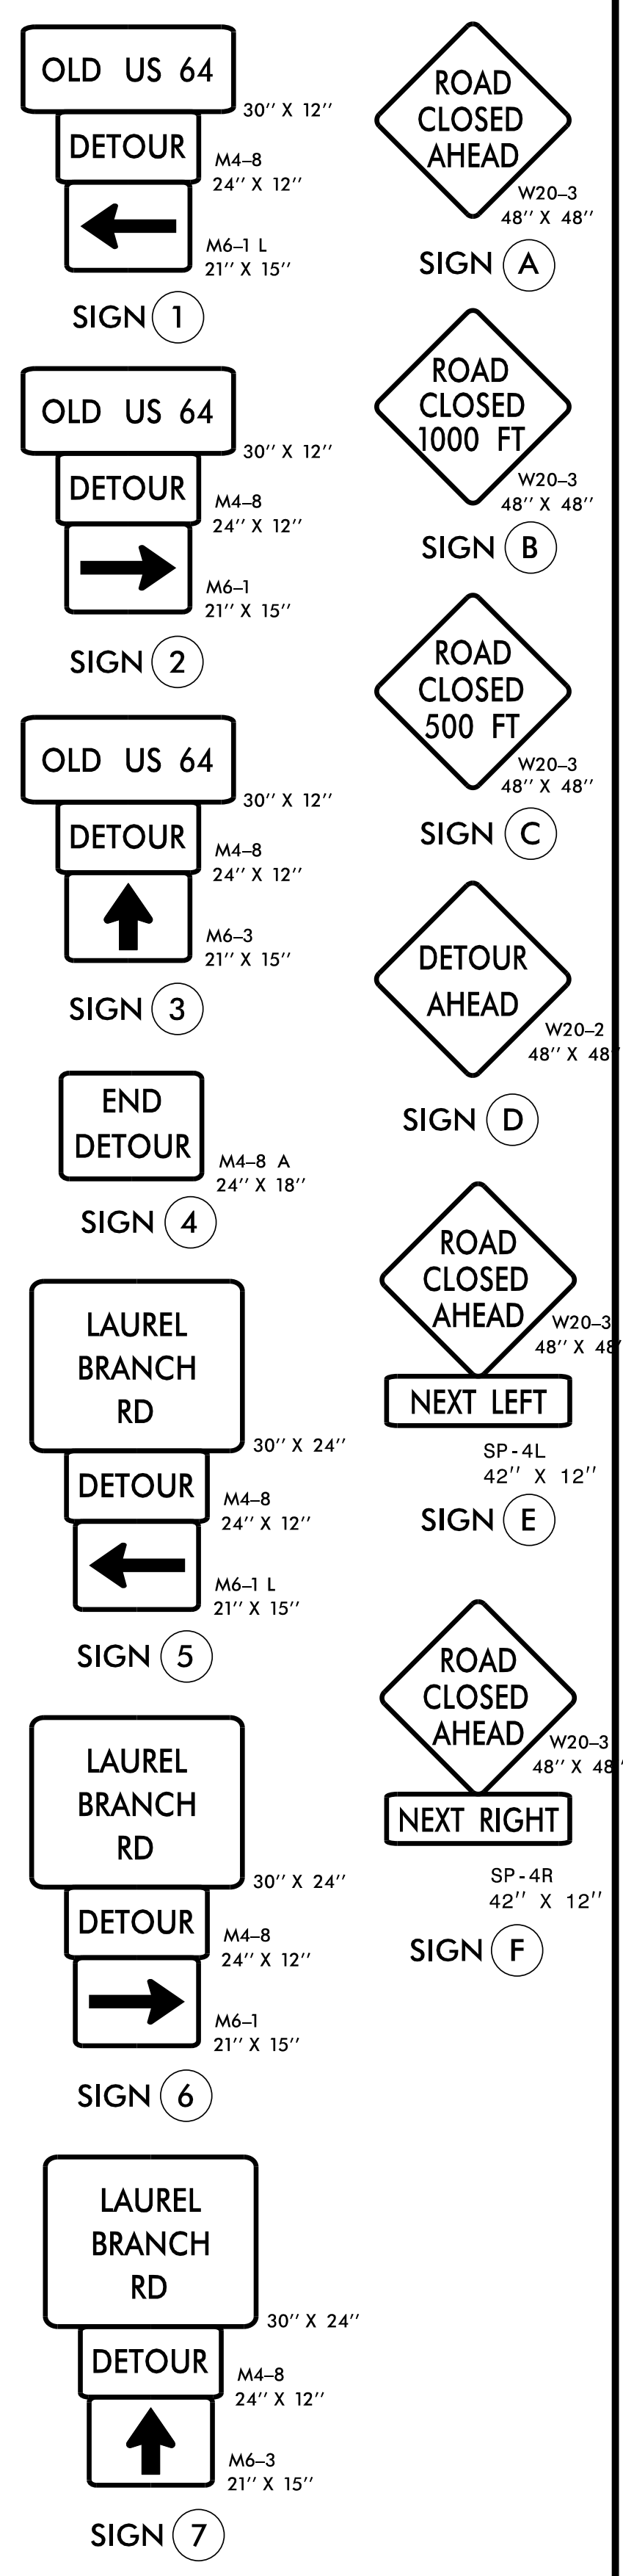 OLD US 64
30'' X 12''
DETOUR
M4–8
24'' X 12''
M6–1 L
21'' X 15''
SIGN 1
OLD US 64
30'' X 12''
DETOUR
M4–8
24'' X 12''
M6–1
21'' X 15''
SIGN 2
OLD US 64
30'' X 12''
DETOUR
M4–8
24'' X 12''
M6–3
21'' X 15''
SIGN 3
END
DETOUR
M4–8 A
24'' X 18''
SIGN 4
LAUREL
BRANCH
RD
30'' X 24''
DETOUR
M4–8
24'' X 12''
M6–1 L
21'' X 15''
SIGN 5
LAUREL
BRANCH
RD
30'' X 24''
DETOUR
M4–8
24'' X 12''
M6–1
21'' X 15''
SIGN 6
LAUREL
BRANCH
RD
30'' X 24''
DETOUR
M4–8
24'' X 12''
M6–3
21'' X 15''
SIGN 7
ROAD
CLOSED
AHEAD
W20–3
48'' X 48''
SIGN A
ROAD
CLOSED
1000 FT
W20–3
48'' X 48''
SIGN B
ROAD
CLOSED
500 FT
W20–3
48'' X 48''
SIGN C
DETOUR
AHEAD
W20–2
48'' X 48''
SIGN D
ROAD
CLOSED
AHEAD
W20–3
48'' X 48''
NEXT LEFT
SP-4L
42'' X 12''
SIGN E
ROAD
CLOSED
AHEAD
W20–3
48'' X 48''
NEXT RIGHT
SP-4R
42'' X 12''
SIGN F